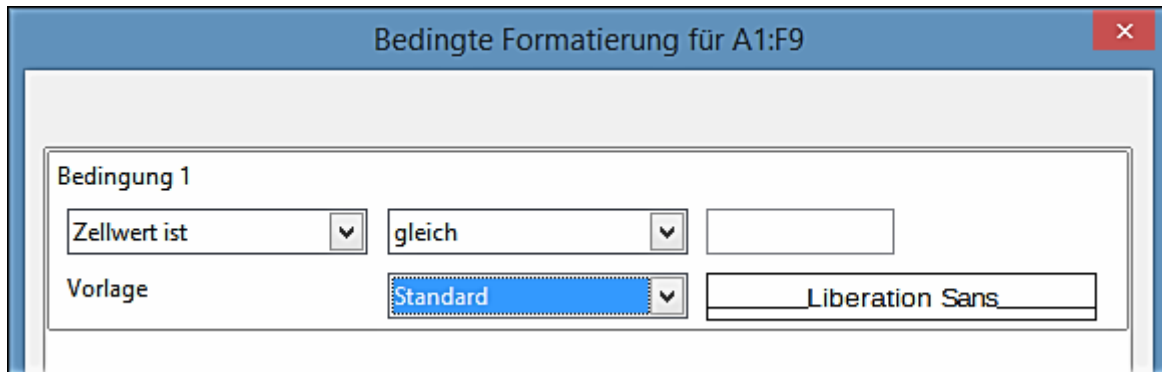 Bedingte Formatierung für A1:F9
Bedingung 1
Zellwert ist gleich
Vorlage Standard Liberation Sans